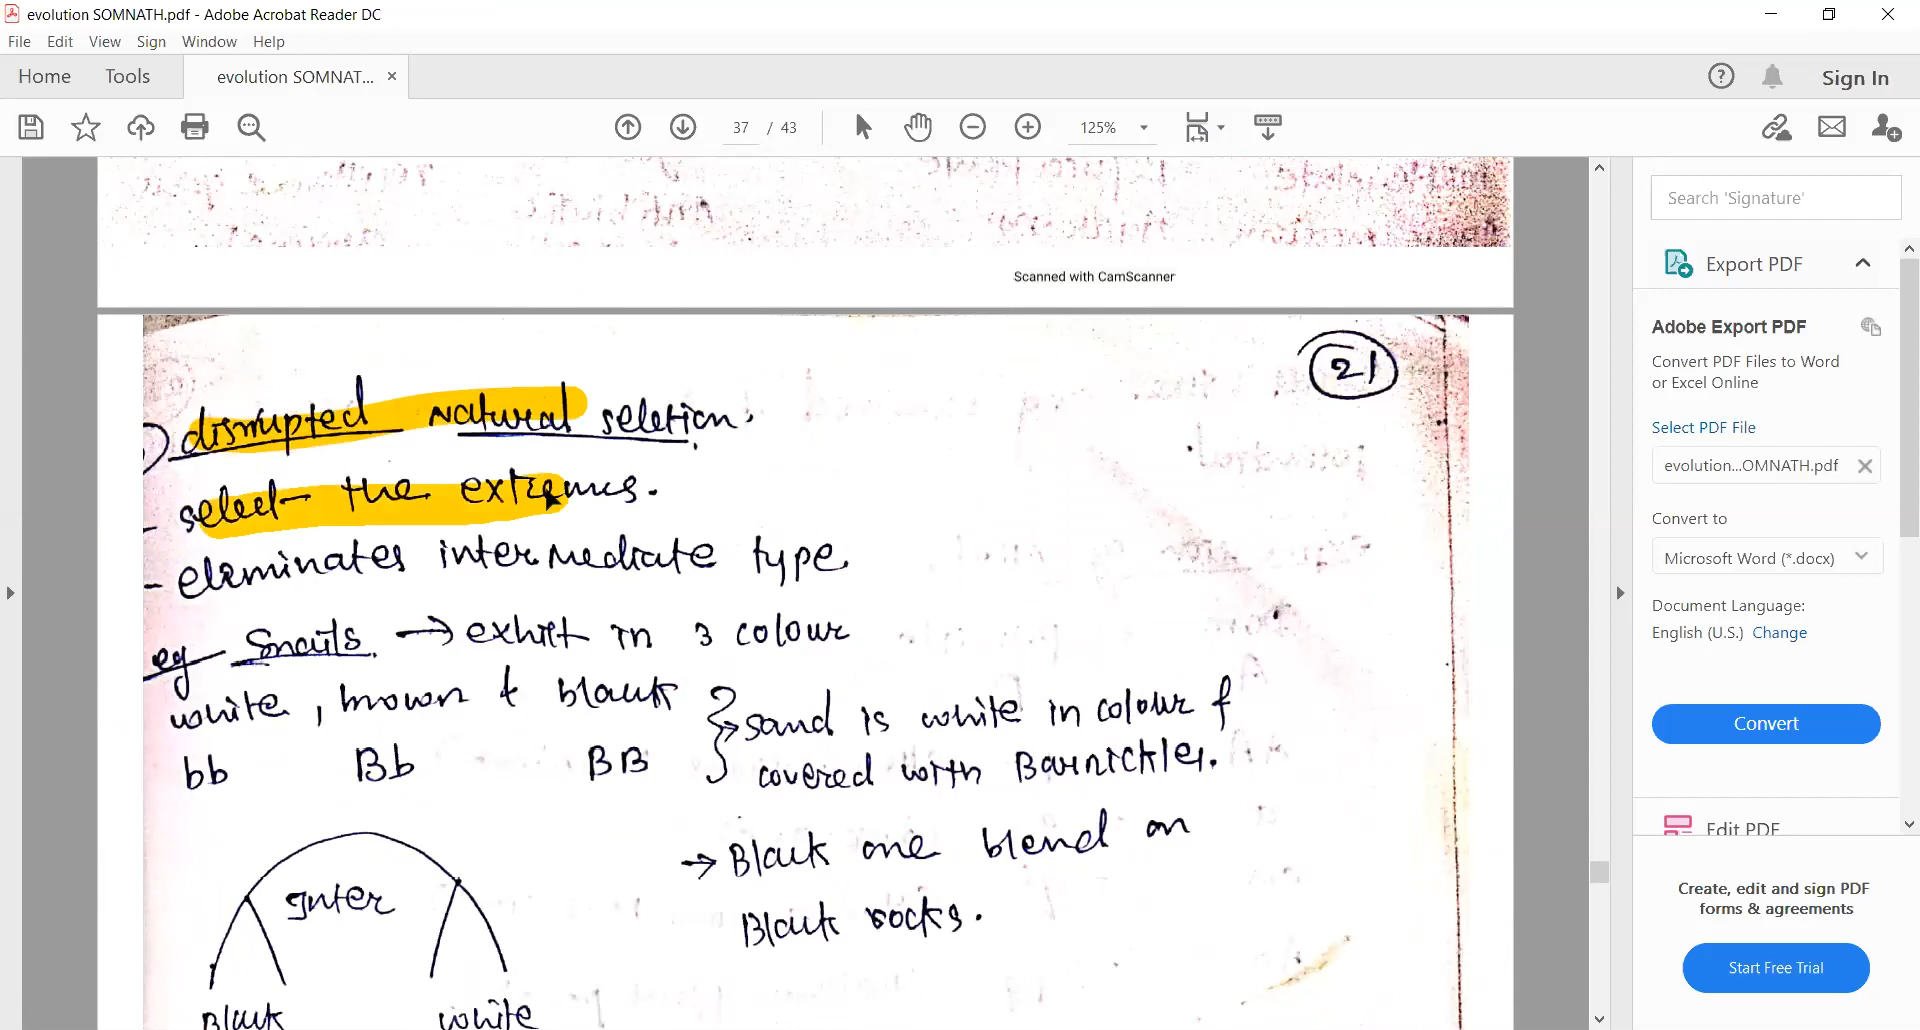 evolution SOMNATH.pdf - Adobe Acrobat Reader DC
File Edit View Sign Window Help
Home Tools evolution SOMNAT... × Sign In
37 / 43 125%
Scanned with CamScanner
21
disrupted Natural seletion.
- select the extremes.
- eleminates intermediate type.
eg Snails. → exhit in 3 colour
white, brown & black
bb Bb BB
→ sand is white in colour &
covered with Barnickles.
→ Black one blend on
Black rocks.
Inter
Black white
Search 'Signature'
Export PDF
Adobe Export PDF
Convert PDF Files to Word
or Excel Online
Select PDF File
evolution...OMNATH.pdf
Convert to
Microsoft Word (*.docx)
Document Language:
English (U.S.) Change
Convert
Edit PDF
Create, edit and sign PDF
forms & agreements
Start Free Trial